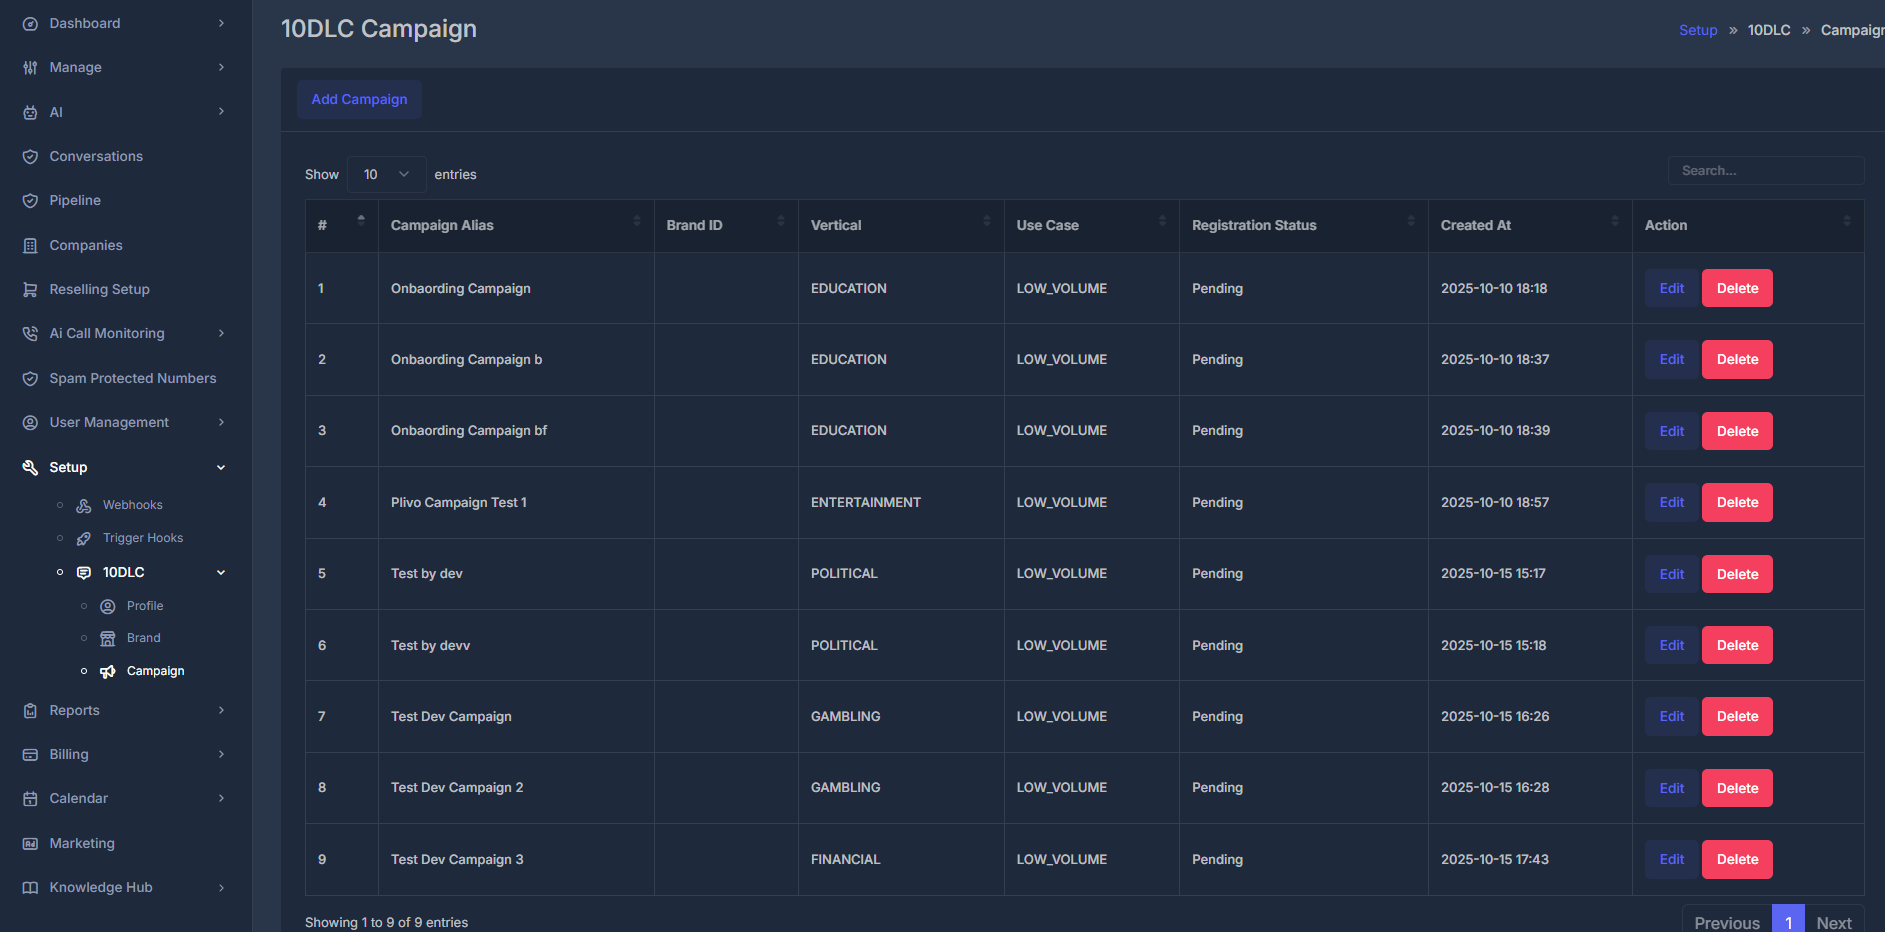 Dashboard
Manage
AI
Conversations
Pipeline
Companies
Reselling Setup
Ai Call Monitoring
Spam Protected Numbers
User Management
Setup
Webhooks
Trigger Hooks
10DLC
Profile
Brand
Campaign
Reports
Billing
Calendar
Marketing
Knowledge Hub
10DLC Campaign
Setup » 10DLC » Campaign
Add Campaign
Show 10 entries
Search...
# Campaign Alias Brand ID Vertical Use Case Registration Status Created At Action
1 Onbaording Campaign EDUCATION LOW_VOLUME Pending 2025-10-10 18:18 Edit Delete
2 Onbaording Campaign b EDUCATION LOW_VOLUME Pending 2025-10-10 18:37 Edit Delete
3 Onbaording Campaign bf EDUCATION LOW_VOLUME Pending 2025-10-10 18:39 Edit Delete
4 Plivo Campaign Test 1 ENTERTAINMENT LOW_VOLUME Pending 2025-10-10 18:57 Edit Delete
5 Test by dev POLITICAL LOW_VOLUME Pending 2025-10-15 15:17 Edit Delete
6 Test by devv POLITICAL LOW_VOLUME Pending 2025-10-15 15:18 Edit Delete
7 Test Dev Campaign GAMBLING LOW_VOLUME Pending 2025-10-15 16:26 Edit Delete
8 Test Dev Campaign 2 GAMBLING LOW_VOLUME Pending 2025-10-15 16:28 Edit Delete
9 Test Dev Campaign 3 FINANCIAL LOW_VOLUME Pending 2025-10-15 17:43 Edit Delete
Showing 1 to 9 of 9 entries
Previous 1 Next